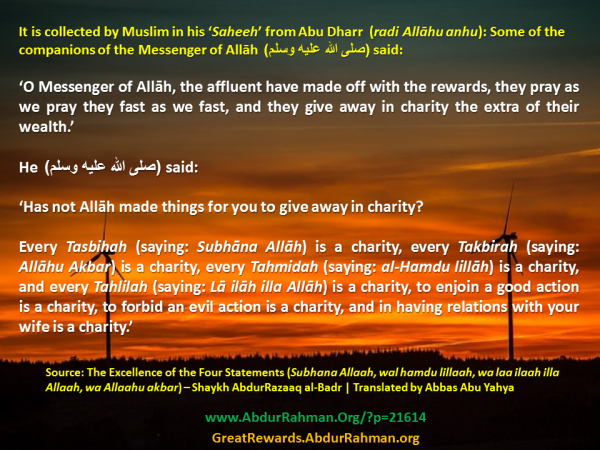 It is collected by Muslim in his ‘Saheeh’ from Abu Dharr (radi Allāhu anhu): Some of the
companions of the Messenger of Allāh (صلى الله عليه وسلم) said:
‘O Messenger of Allāh, the affluent have made off with the rewards, they pray as
we pray they fast as we fast, and they give away in charity the extra of their
wealth.’
He (صلى الله عليه وسلم) said:
‘Has not Allāh made things for you to give away in charity?
Every Tasbihah (saying: Subhāna Allāh) is a charity, every Takbirah (saying:
Allāhu Akbar) is a charity, every Tahmidah (saying: al-Hamdu lillāh) is a charity,
and every Tahlilah (saying: Lā ilāh illa Allāh) is a charity, to enjoin a good action
is a charity, to forbid an evil action is a charity, and in having relations with your
wife is a charity.’
Source: The Excellence of the Four Statements (Subhana Allaah, wal hamdu lillaah, wa laa ilaah illa
Allaah, wa Allaahu akbar) – Shaykh AbdurRazaaq al-Badr | Translated by Abbas Abu Yahya
www.AbdurRahman.Org/?p=21614
GreatRewards.AbdurRahman.org